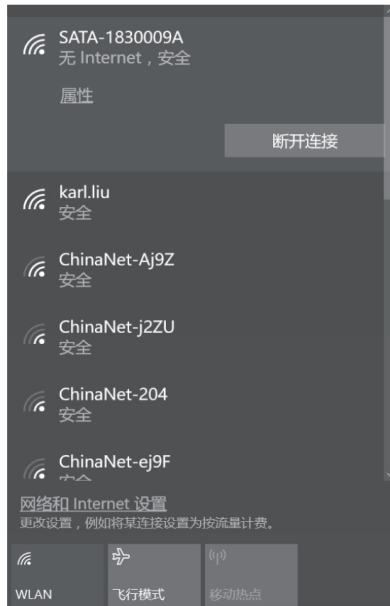 SATA-1830009A
无 Internet，安全
属性
断开连接
karl.liu
安全
ChinaNet-Aj9Z
安全
ChinaNet-j2ZU
安全
ChinaNet-204
安全
ChinaNet-ej9F
网络和 Internet 设置
更改设置，例如将某连接设置为按流量计费。
WLAN
飞行模式
移动热点